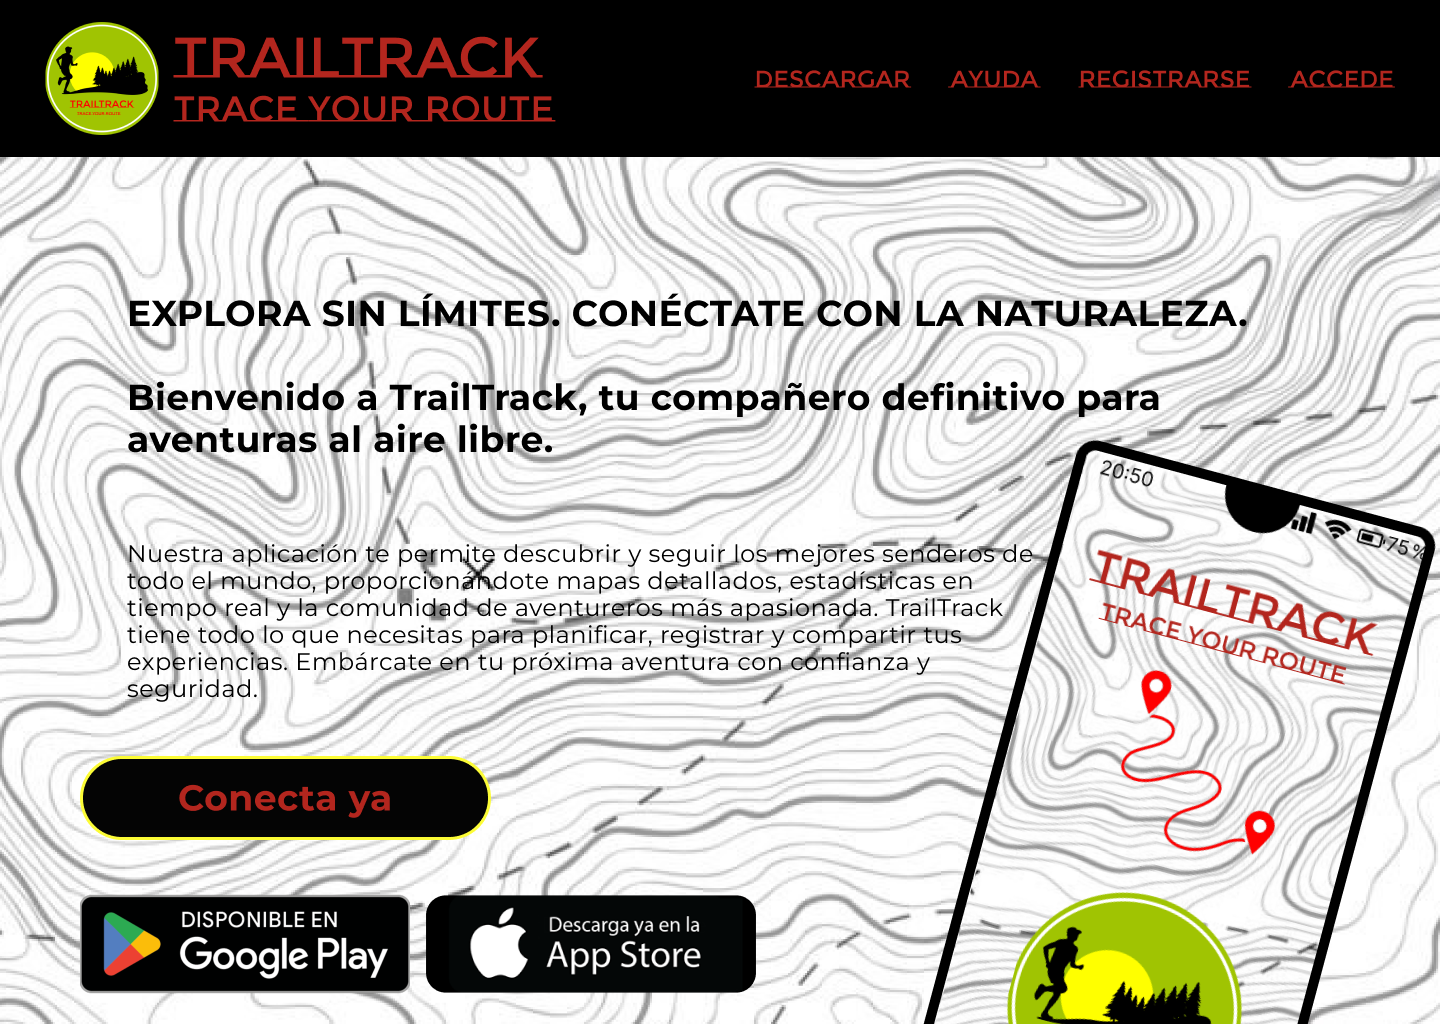 TRAILTRACK
TRACE YOUR ROUTE
TRAILTRACK
TRACE YOUR ROUTE
DESCARGAR
AYUDA
REGISTRARSE
ACCEDE
EXPLORA SIN LÍMITES. CONÉCTATE CON LA NATURALEZA.
Bienvenido a TrailTrack, tu compañero definitivo para
aventuras al aire libre.
Nuestra aplicación te permite descubrir y seguir los mejores senderos de
todo el mundo, proporcionándote mapas detallados, estadísticas en
tiempo real y la comunidad de aventureros más apasionada. TrailTrack
tiene todo lo que necesitas para planificar, registrar y compartir tus
experiencias. Embárcate en tu próxima aventura con confianza y
seguridad.
Conecta ya
DISPONIBLE EN
Google Play
Descarga ya en la
App Store
20:50
75%
TRAILTRACK
TRACE YOUR ROUTE